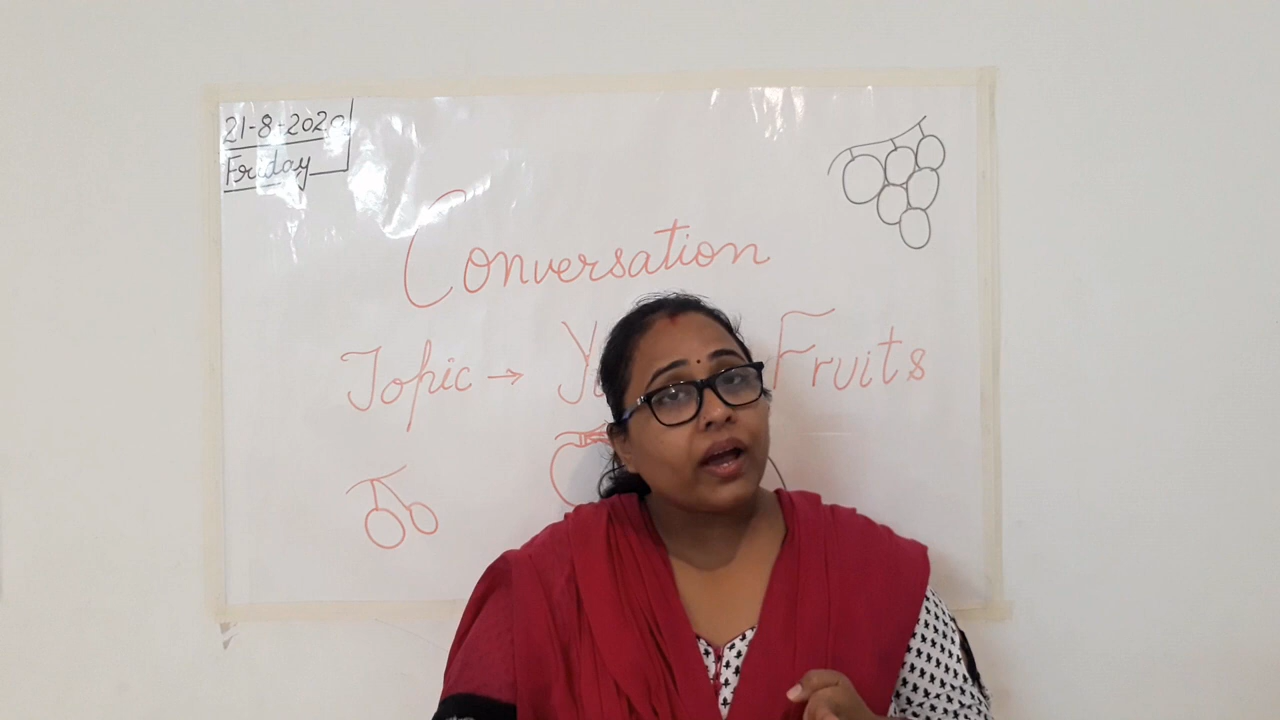 21-8-2020
Friday
Conversation
Topic → Fruits